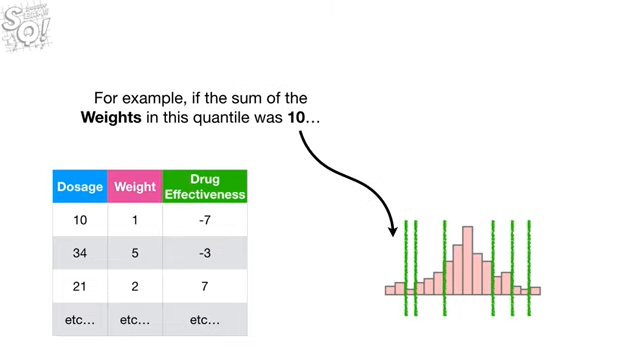 SQ!
For example, if the sum of the
Weights in this quantile was 10…
Dosage Weight Drug Effectiveness
10 1 -7
34 5 -3
21 2 7
etc… etc… etc…